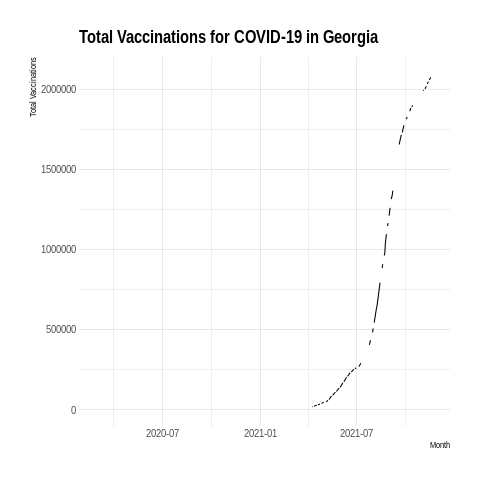 Total Vaccinations for COVID-19 in Georgia
Total Vaccinations
2000000
1500000
1000000
500000
0
2020-07
2021-01
2021-07
Month